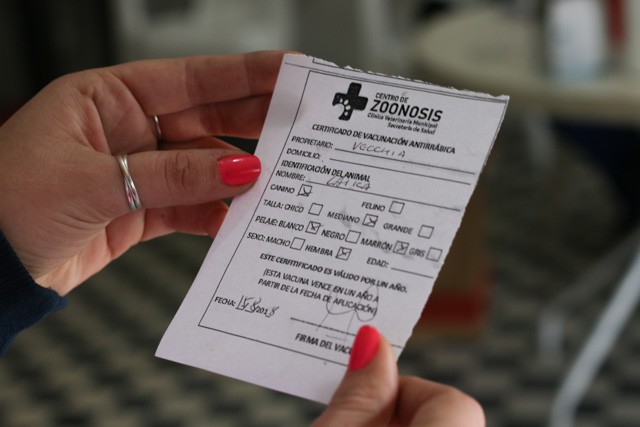 CENTRO DE
ZOONOSIS
Clínica Veterinaria Municipal
Secretaría de Salud
CERTIFICADO DE VACUNACIÓN ANTIRRÁBICA
PROPIETARIO: VECCHIA
DOMICILIO:
IDENTIFICACIÓN DEL ANIMAL
NOMBRE:
CANINO FELINO
TALLA: CHICO MEDIANO GRANDE
PELAJE: BLANCO NEGRO MARRÓN GRIS
SEXO: MACHO HEMBRA EDAD:
ESTE CERTIFICADO ES VÁLIDO POR UN AÑO.
(ESTA VACUNA VENCE EN UN AÑO A
PARTIR DE LA FECHA DE APLICACIÓN)
FECHA:
FIRMA DEL